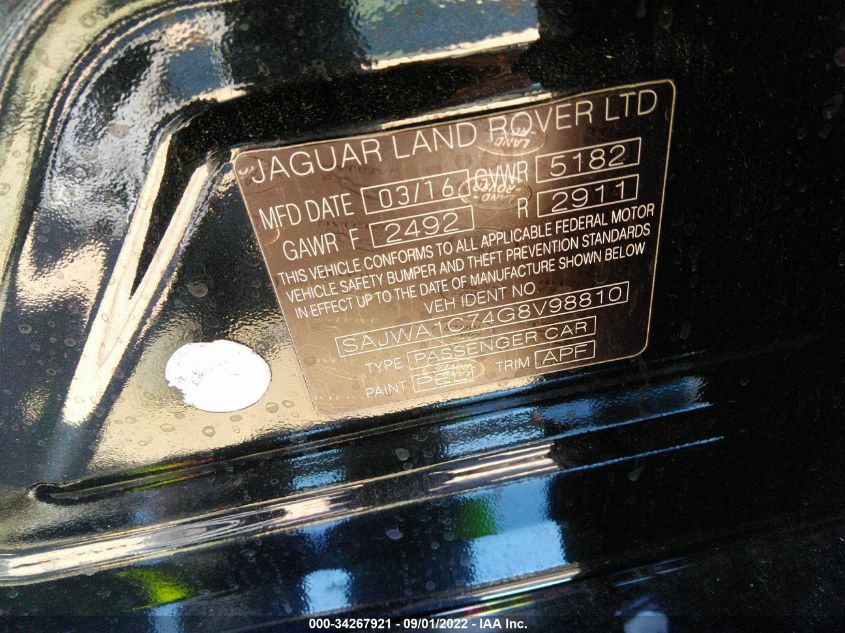 JAGUAR LAND ROVER LTD
MFD DATE 03/16 GVWR 5182
GAWR F 2492 R 2911
THIS VEHICLE CONFORMS TO ALL APPLICABLE FEDERAL MOTOR
VEHICLE SAFETY BUMPER AND THEFT PREVENTION STANDARDS
IN EFFECT UP TO THE DATE OF MANUFACTURE SHOWN BELOW
VEH IDENT NO.
SAJWA1C74G8V98810
TYPE PASSENGER CAR
PAINT PEL TRIM APF
000-34267921 - 09/01/2022 - IAA Inc.